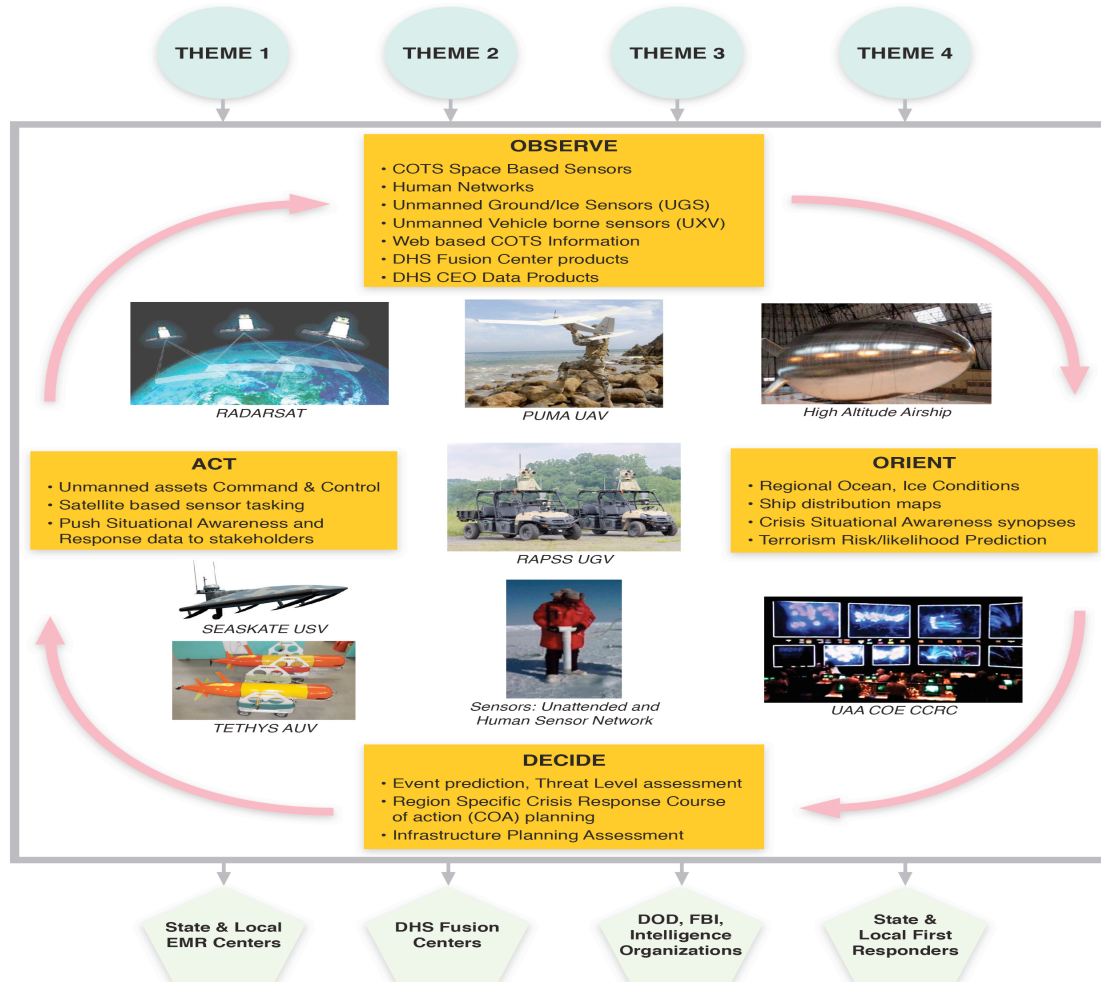 THEME 1
THEME 2
THEME 3
THEME 4
OBSERVE
• COTS Space Based Sensors
• Human Networks
• Unmanned Ground/Ice Sensors (UGS)
• Unmanned Vehicle borne sensors (UXV)
• Web based COTS Information
• DHS Fusion Center products
• DHS CEO Data Products
RADARSAT
PUMA UAV
High Altitude Airship
ACT
• Unmanned assets Command & Control
• Satellite based sensor tasking
• Push Situational Awareness and
Response data to stakeholders
RAPSS UGV
ORIENT
• Regional Ocean, Ice Conditions
• Ship distribution maps
• Crisis Situational Awareness synopses
• Terrorism Risk/likelihood Prediction
SEASKATE USV
TETHYS AUV
Sensors: Unattended and
Human Sensor Network
UAA COE CCRC
DECIDE
• Event prediction, Threat Level assessment
• Region Specific Crisis Response Course
of action (COA) planning
• Infrastructure Planning Assessment
State & Local
EMR Centers
DHS Fusion
Centers
DOD, FBI,
Intelligence
Organizations
State &
Local First
Responders